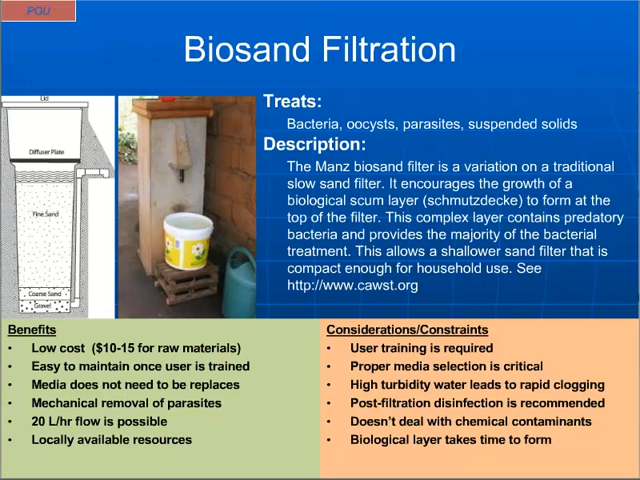 POU
Biosand Filtration
Lid
Diffuser Plate
Fine Sand
Coarse Sand
Gravel
Treats:
Bacteria, oocysts, parasites, suspended solids
Description:
The Manz biosand filter is a variation on a traditional
slow sand filter. It encourages the growth of a
biological scum layer (schmutzdecke) to form at the
top of the filter. This complex layer contains predatory
bacteria and provides the majority of the bacterial
treatment. This allows a shallower sand filter that is
compact enough for household use. See
http://www.cawst.org
Benefits
• Low cost ($10-15 for raw materials)
• Easy to maintain once user is trained
• Media does not need to be replaces
• Mechanical removal of parasites
• 20 L/hr flow is possible
• Locally available resources
Considerations/Constraints
• User training is required
• Proper media selection is critical
• High turbidity water leads to rapid clogging
• Post-filtration disinfection is recommended
• Doesn't deal with chemical contaminants
• Biological layer takes time to form